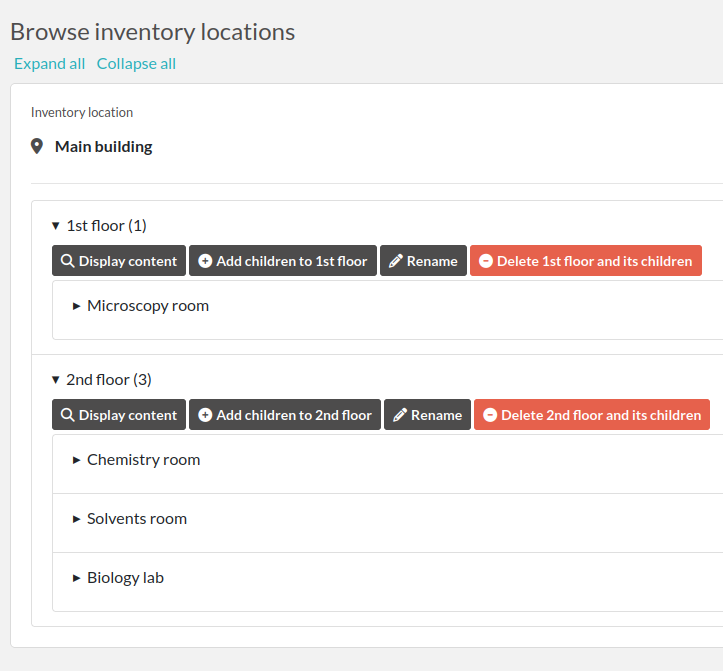 Browse inventory locations
Expand all Collapse all
Inventory location
Main building
1st floor (1)
Display content Add children to 1st floor Rename Delete 1st floor and its children
Microscopy room
2nd floor (3)
Display content Add children to 2nd floor Rename Delete 2nd floor and its children
Chemistry room
Solvents room
Biology lab